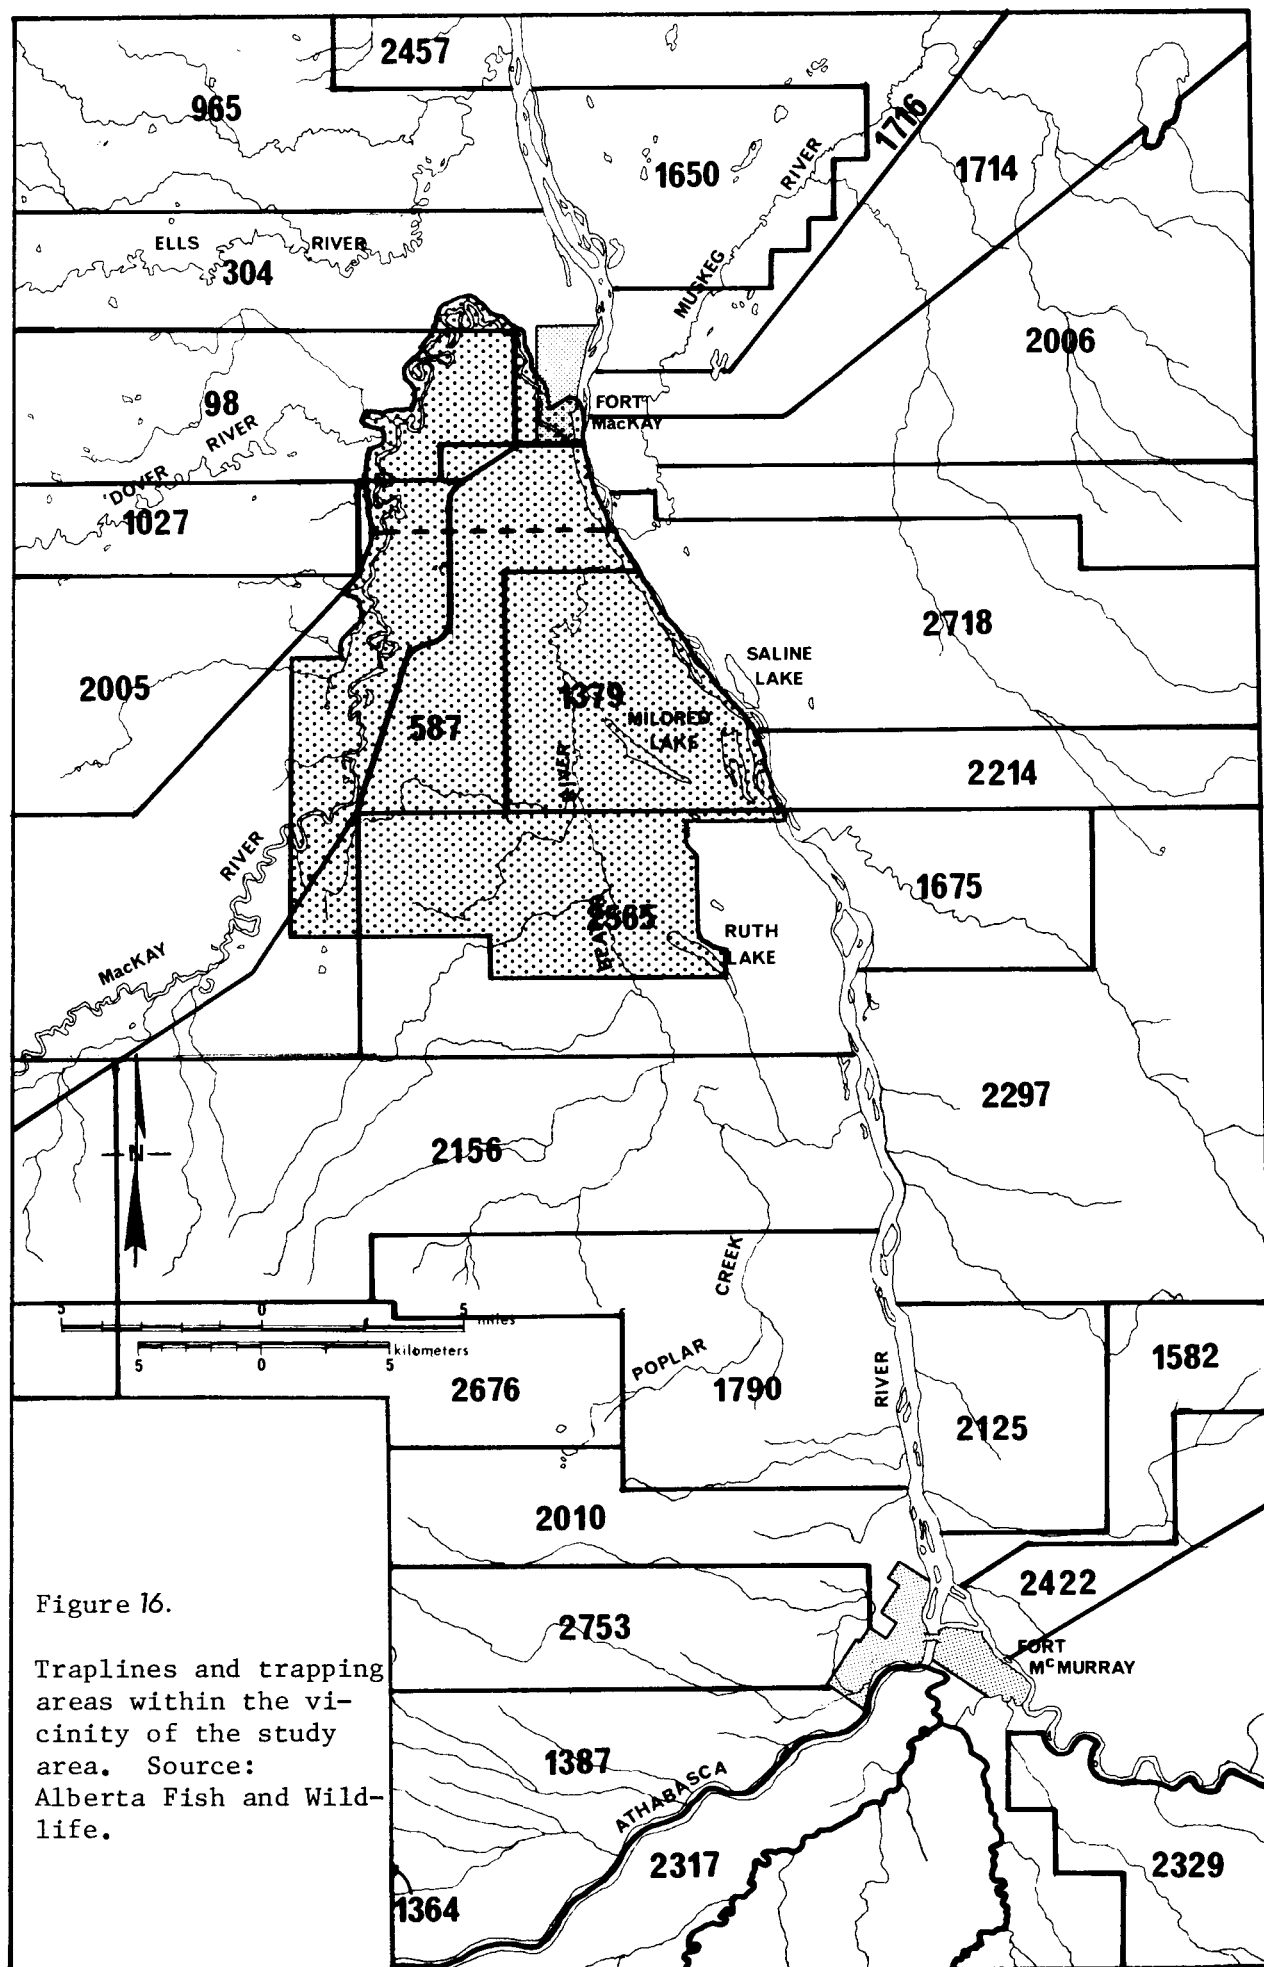 2457
965
1716
1650
MUSKEG RIVER
1714
ELLS RIVER
304
2006
98
FORT
MacKAY
DOVER RIVER
1027
2718
SALINE
LAKE
2005
1379
587
MILDRED
LAKE
2214
RIVER
1675
2565
BEAVER
RUTH
LAKE
MacKAY RIVER
2297
2156
N
CREEK
POPLAR
5 0 5 miles
5 0 5 kilometers
2676
1790
RIVER
1582
2125
2010
2422
2753
FORT
McMURRAY
1387
ATHABASCA
2317
2329
1364
Figure 16.
Traplines and trapping
areas within the vi-
cinity of the study
area. Source:
Alberta Fish and Wild-
life.